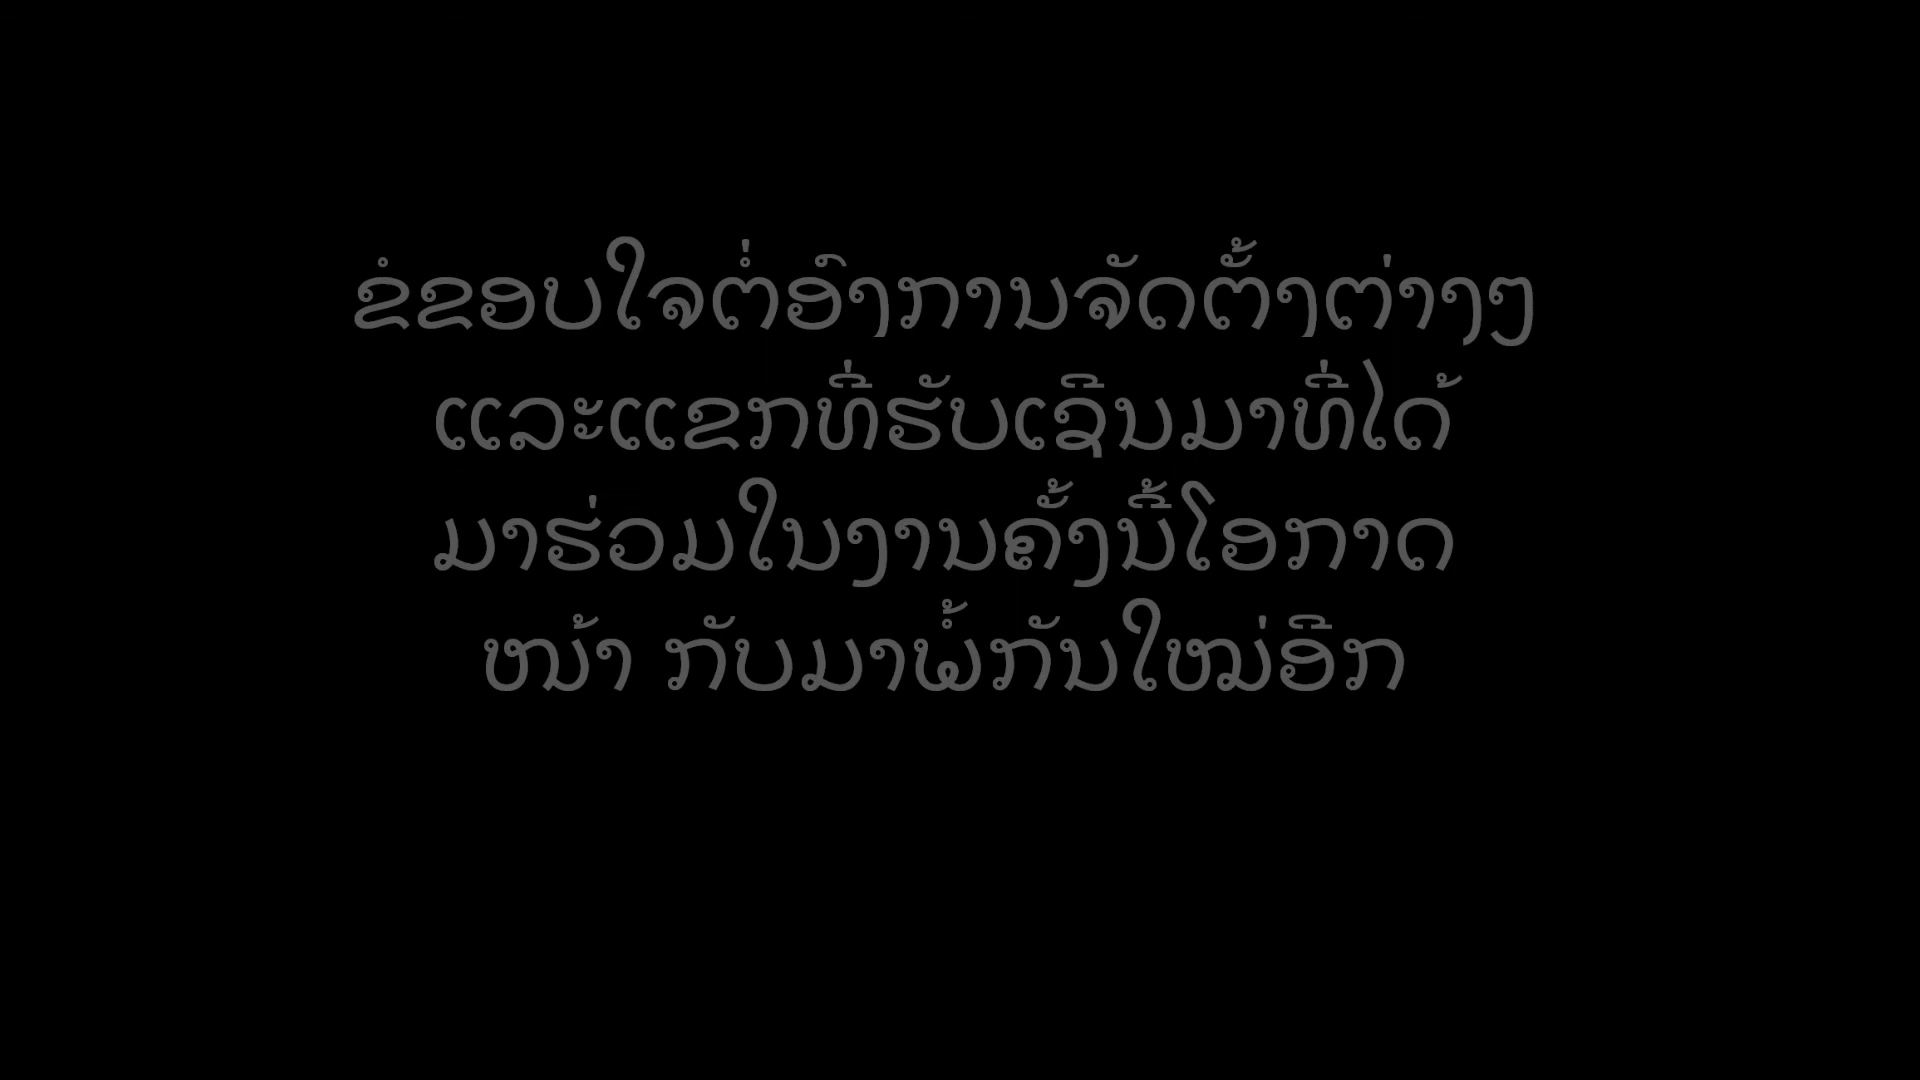 ຂໍຂອບໃຈຕໍ່ອົງການຈັດຕັ້ງຕ່າງໆ
ແລະແຂກທີ່ຮັບເຊີນມາທີ່ໄດ້
ມາຮ່ວມໃນງານຄັ້ງນີ້ໂອກາດ
ໜ້າ ກັບມາພໍ້ກັນໃໝ່ອີກ